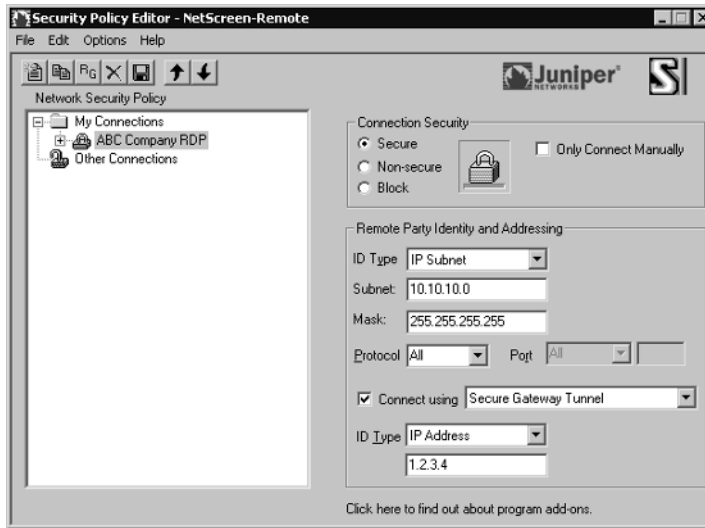 Security Policy Editor - NetScreen-Remote
File Edit Options Help
Network Security Policy
My Connections
ABC Company RDP
Other Connections
Juniper
NETWORKS
Connection Security
Secure
Non-secure
Block
Only Connect Manually
Remote Party Identity and Addressing
ID Type IP Subnet
Subnet: 10.10.10.0
Mask: 255.255.255.255
Protocol All Port All
Connect using Secure Gateway Tunnel
ID Type IP Address
1.2.3.4
Click here to find out about program add-ons.